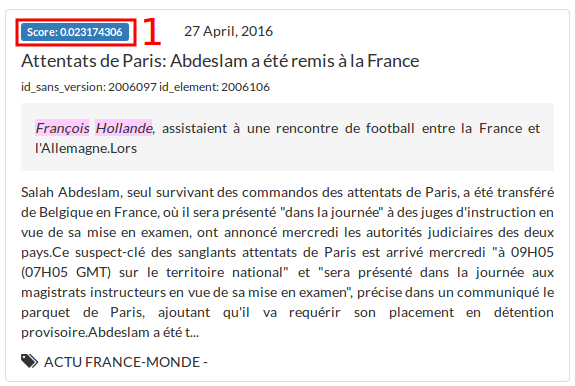 Score: 0.023174306 1 27 April, 2016
Attentats de Paris: Abdeslam a été remis à la France
id_sans_version: 2006097 id_element: 2006106
François Hollande, assistaient à une rencontre de football entre la France et
l'Allemagne.Lors
Salah Abdeslam, seul survivant des commandos des attentats de Paris, a été transféré
de Belgique en France, où il sera présenté "dans la journée" à des juges d'instruction en
vue de sa mise en examen, ont annoncé mercredi les autorités judiciaires des deux
pays.Ce suspect-clé des sanglants attentats de Paris est arrivé mercredi "à 09H05
(07H05 GMT) sur le territoire national" et "sera présenté dans la journée aux
magistrats instructeurs en vue de sa mise en examen", précise dans un communiqué le
parquet de Paris, ajoutant qu'il va requérir son placement en détention
provisoire.Abdeslam a été t...
ACTU FRANCE-MONDE -